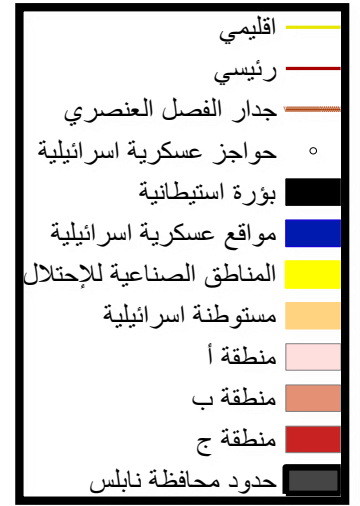 اقليمي
رئيسي
جدار الفصل العنصري
حواجز عسكرية اسرائيلية
بؤرة استيطانية
مواقع عسكرية اسرائيلية
المناطق الصناعية للإحتلال
مستوطنة اسرائيلية
منطقة أ
منطقة ب
منطقة ج
حدود محافظة نابلس